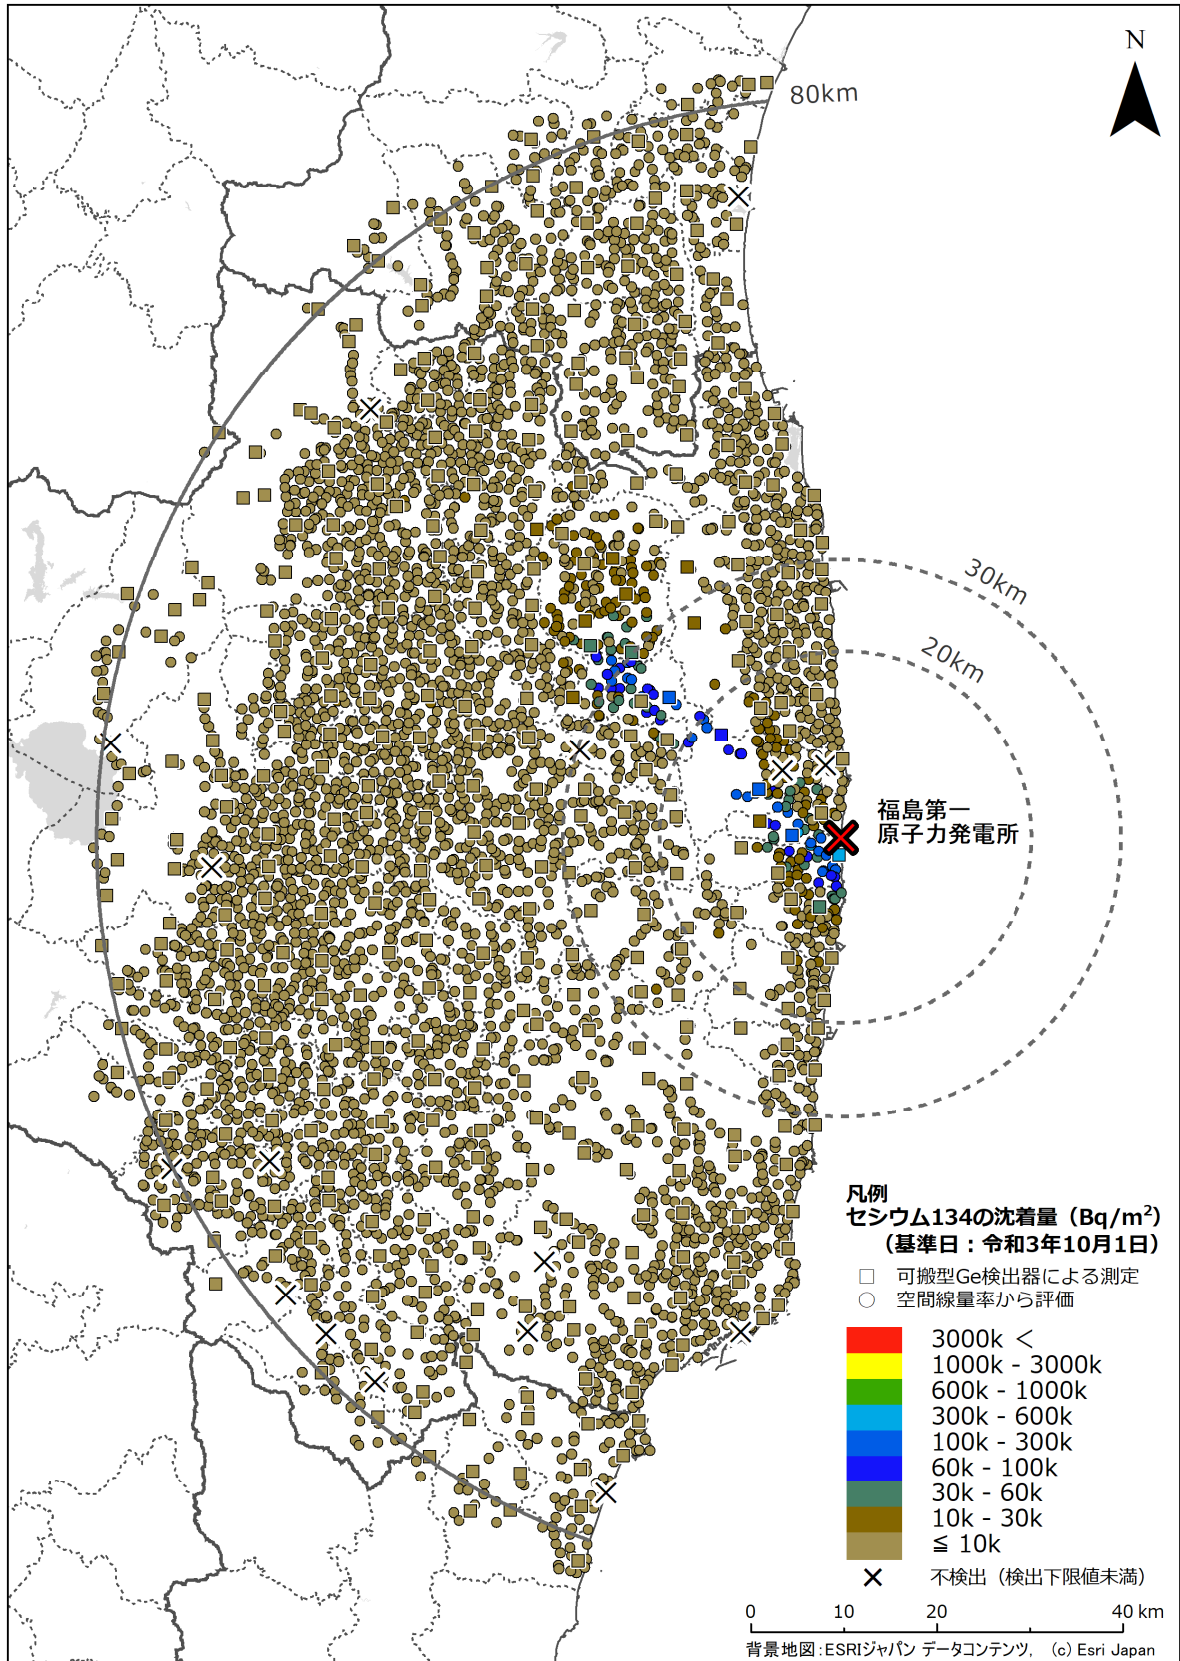 N
80km
30km
20km
福島第一
原子力発電所
凡例
セシウム134の沈着量（Bq/m²）
（基準日：令和3年10月1日）
可搬型Ge検出器による測定
空間線量率から評価
3000k ＜
1000k - 3000k
600k - 1000k
300k - 600k
100k - 300k
60k - 100k
30k - 60k
10k - 30k
≦ 10k
不検出（検出下限値未満）
0 10 20 40 km
背景地図：ESRIジャパン データコンテンツ, (c) Esri Japan